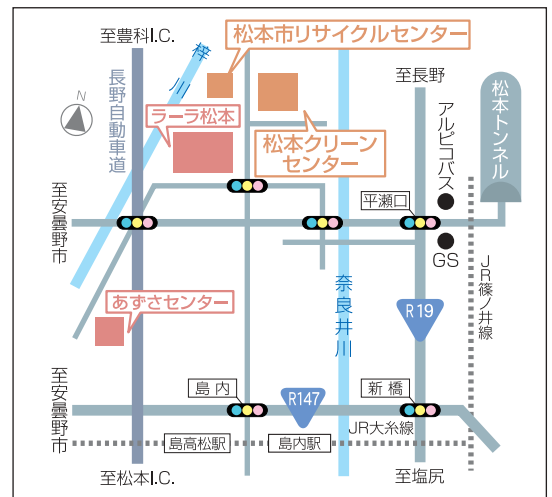 至豊科I.C.
梓川
松本市リサイクルセンター
至長野
N
長野自動車道
ラーラ松本
松本クリーン
センター
アルピコバス
松本トンネル
至安曇野市
平瀬口
GS
JR篠ノ井線
あずさセンター
奈良井川
R19
至安曇野市
島内
R147
新橋
JR大糸線
島高松駅
島内駅
至松本I.C.
至塩尻